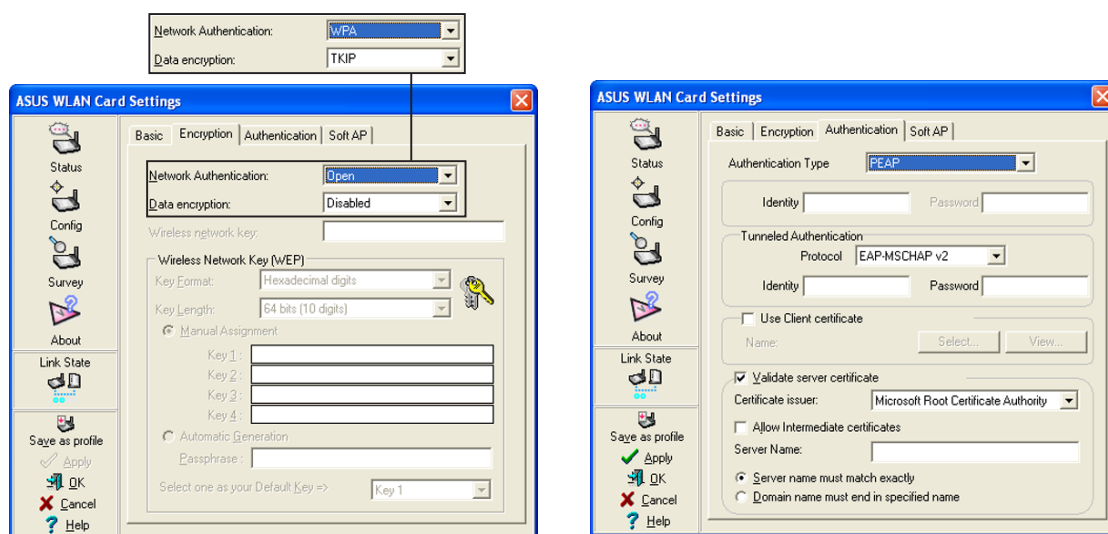 Network Authentication: WPA
Data encryption: TKIP
ASUS WLAN Card Settings
Status
Config
Survey
About
Link State
Save as profile
Apply
OK
Cancel
Help
Basic Encryption Authentication Soft AP
Network Authentication: Open
Data encryption: Disabled
Wireless network key:
Wireless Network Key (WEP)
Key Format: Hexadecimal digits
Key Length: 64 bits (10 digits)
Manual Assignment
Key 1 :
Key 2 :
Key 3 :
Key 4 :
Automatic Generation
Passphrase :
Select one as your Default Key => Key 1
ASUS WLAN Card Settings
Status
Config
Survey
About
Link State
Save as profile
Apply
OK
Cancel
Help
Basic Encryption Authentication Soft AP
Authentication Type PEAP
Identity Password
Tunneled Authentication
Protocol EAP-MSCHAP v2
Identity Password
Use Client certificate
Name: Select... View...
Validate server certificate
Certificate issuer: Microsoft Root Certificate Authority
Allow Intermediate certificates
Server Name:
Server name must match exactly
Domain name must end in specified name